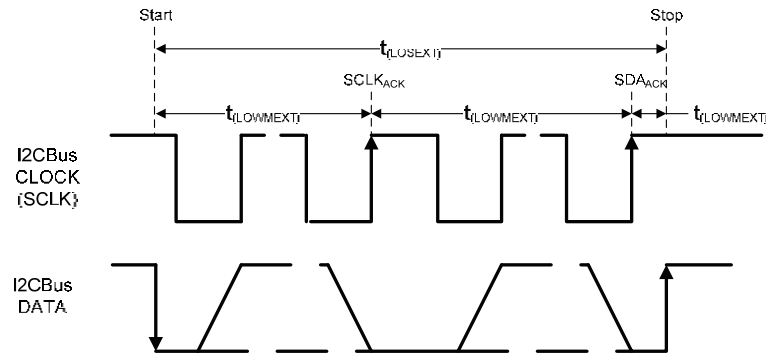 Start Stop
t(LOSEXT)
SCLKACK SDAACK
t(LOWMEXT) t(LOWMEXT) t(LOWMEXT)
I2CBus
CLOCK
(SCLK)
I2CBus
DATA